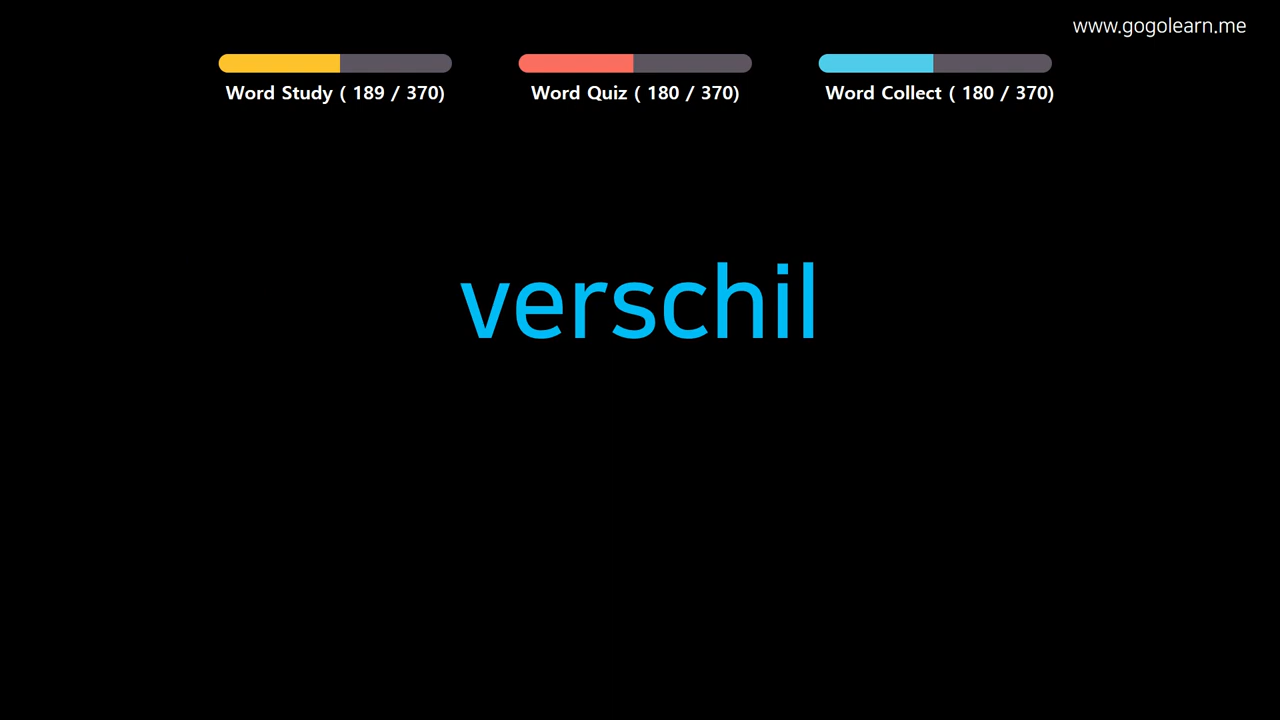 www.gogolearn.me
Word Study ( 189 / 370)
Word Quiz ( 180 / 370)
Word Collect ( 180 / 370)
verschil